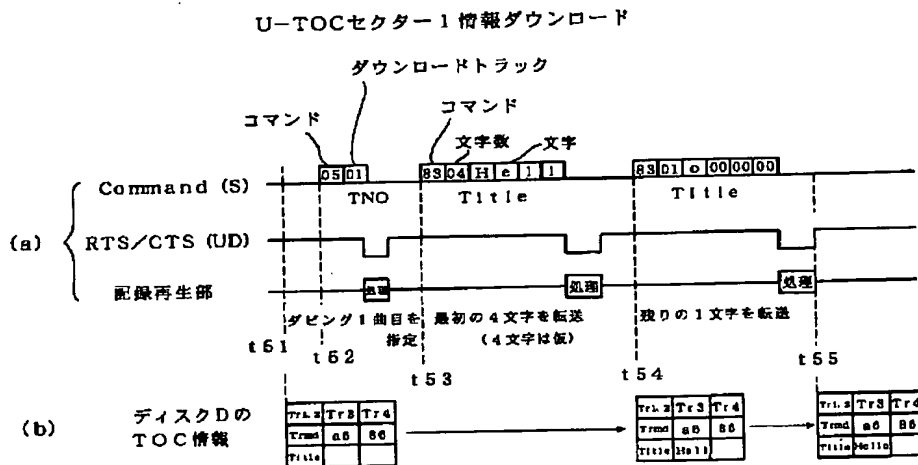 U-TOCセクター1情報ダウンロード
ダウンロードトラック
コマンド
コマンド
文字数
文字
Command (S)
05 01
83 04 H e l l
83 01 o 00 00 00
TNO
Title
Title
(a)
RTS/CTS (UD)
記録再生部
処理
処理
処理
ダビング1曲目を
指定
最初の4文字を転送
(4文字は仮)
残りの1文字を転送
t51
t52
t53
t54
t55
(b)
ディスクDの
TOC情報
Tr3 Tr4
Trmd a6 86
Title
Tr3 Tr4
Trmd a6 86
Title Hell
Tr3 Tr4
Trmd a6 86
Title Hello